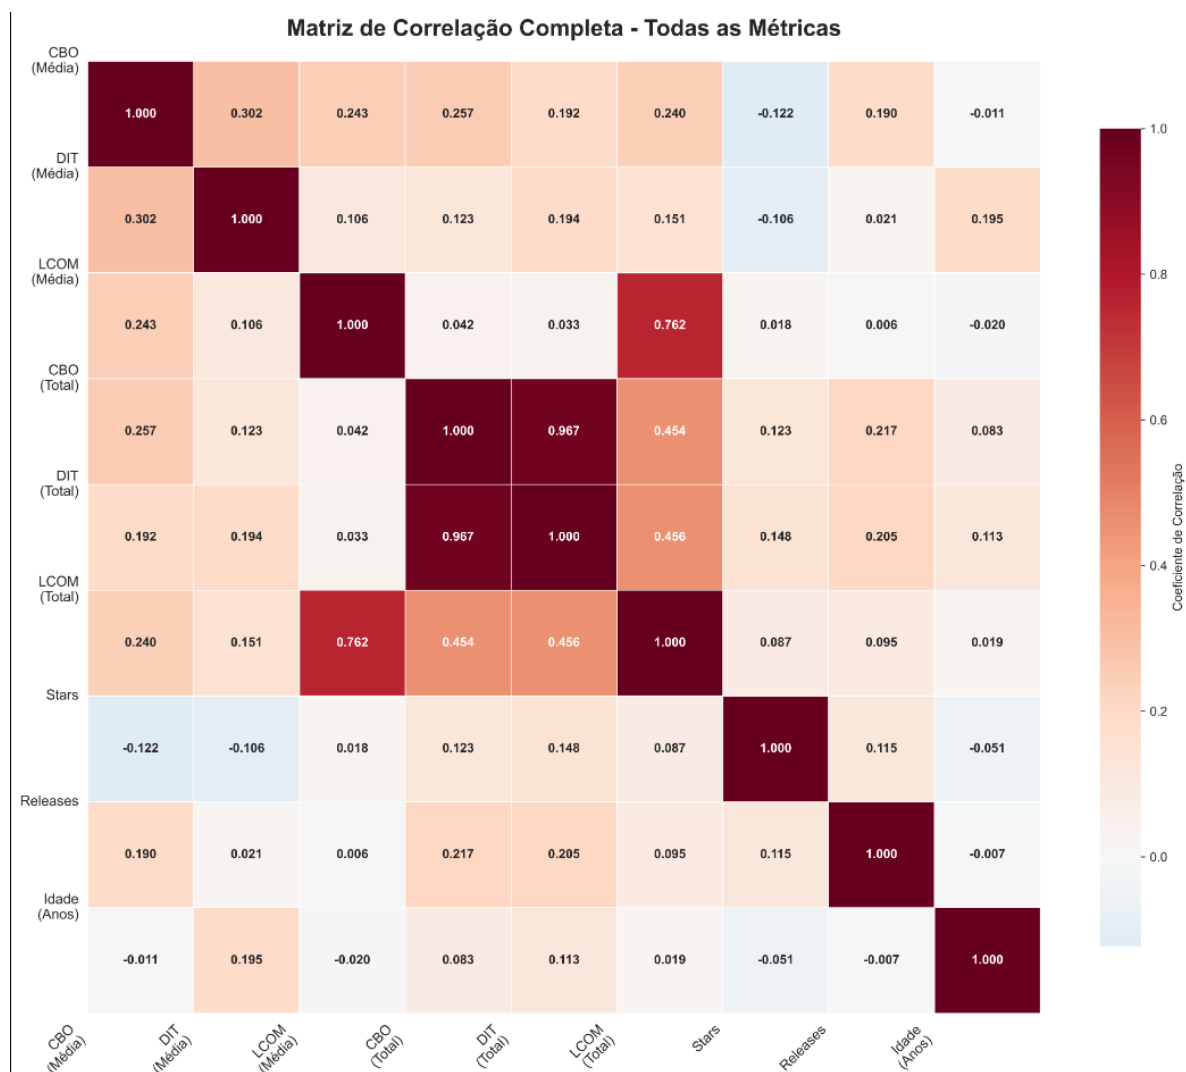 Matriz de Correlação Completa - Todas as Métricas
CBO
(Média)
1.000 0.302 0.243 0.257 0.192 0.240 -0.122 0.190 -0.011
DIT
(Média)
0.302 1.000 0.106 0.123 0.194 0.151 -0.106 0.021 0.195
LCOM
(Média)
0.243 0.106 1.000 0.042 0.033 0.762 0.018 0.006 -0.020
CBO
(Total)
0.257 0.123 0.042 1.000 0.967 0.454 0.123 0.217 0.083
DIT
(Total)
0.192 0.194 0.033 0.967 1.000 0.456 0.148 0.205 0.113
LCOM
(Total)
0.240 0.151 0.762 0.454 0.456 1.000 0.087 0.095 0.019
Stars
-0.122 -0.106 0.018 0.123 0.148 0.087 1.000 0.115 -0.051
Releases
0.190 0.021 0.006 0.217 0.205 0.095 0.115 1.000 -0.007
Idade
(Anos)
-0.011 0.195 -0.020 0.083 0.113 0.019 -0.051 -0.007 1.000
CBO
(Média)
DIT
(Média)
LCOM
(Média)
CBO
(Total)
DIT
(Total)
LCOM
(Total)
Stars
Releases
Idade
(Anos)
1.0
0.8
0.6
0.4
0.2
0.0
Coeficiente de Correlação